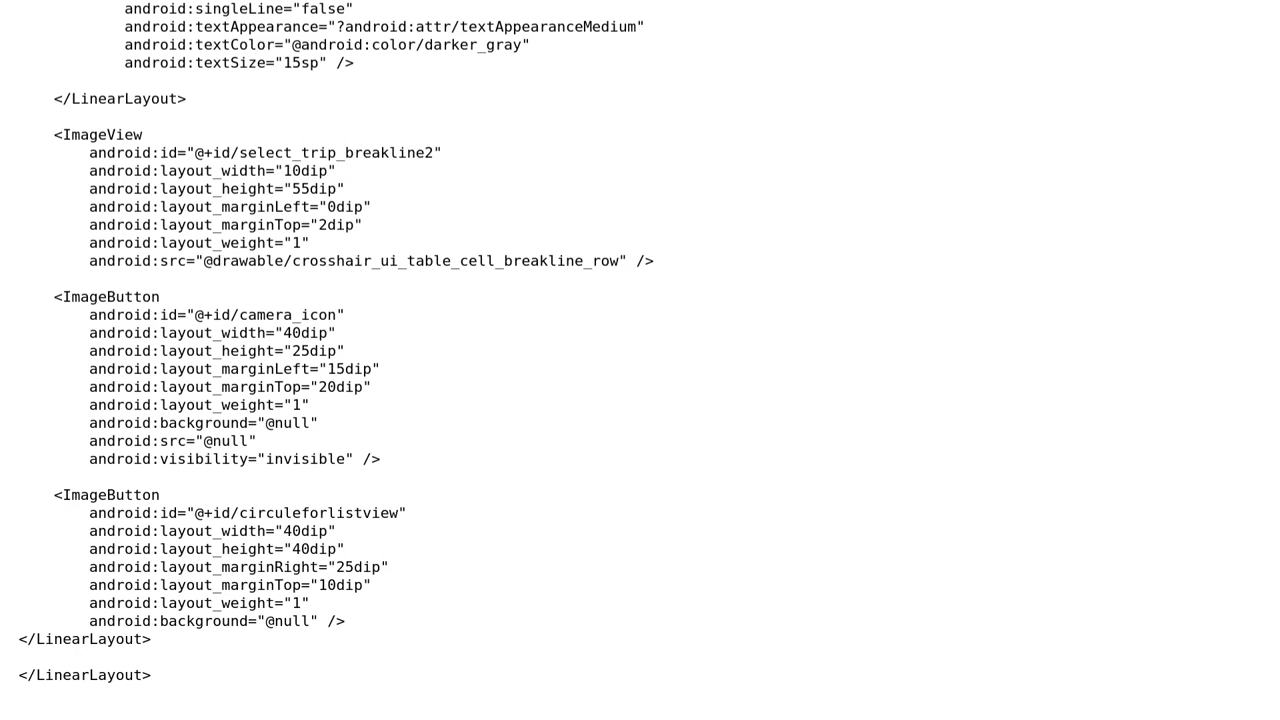 android:singleLine="false"
android:textAppearance="?android:attr/textAppearanceMedium"
android:textColor="@android:color/darker_gray"
android:textSize="15sp" />
</LinearLayout>
<ImageView
android:id="@+id/select_trip_breakline2"
android:layout_width="10dip"
android:layout_height="55dip"
android:layout_marginLeft="0dip"
android:layout_marginTop="2dip"
android:layout_weight="1"
android:src="@drawable/crosshair_ui_table_cell_breakline_row" />
<ImageButton
android:id="@+id/camera_icon"
android:layout_width="40dip"
android:layout_height="25dip"
android:layout_marginLeft="15dip"
android:layout_marginTop="20dip"
android:layout_weight="1"
android:background="@null"
android:src="@null"
android:visibility="invisible" />
<ImageButton
android:id="@+id/circuleforlistview"
android:layout_width="40dip"
android:layout_height="40dip"
android:layout_marginRight="25dip"
android:layout_marginTop="10dip"
android:layout_weight="1"
android:background="@null" />
</LinearLayout>
</LinearLayout>